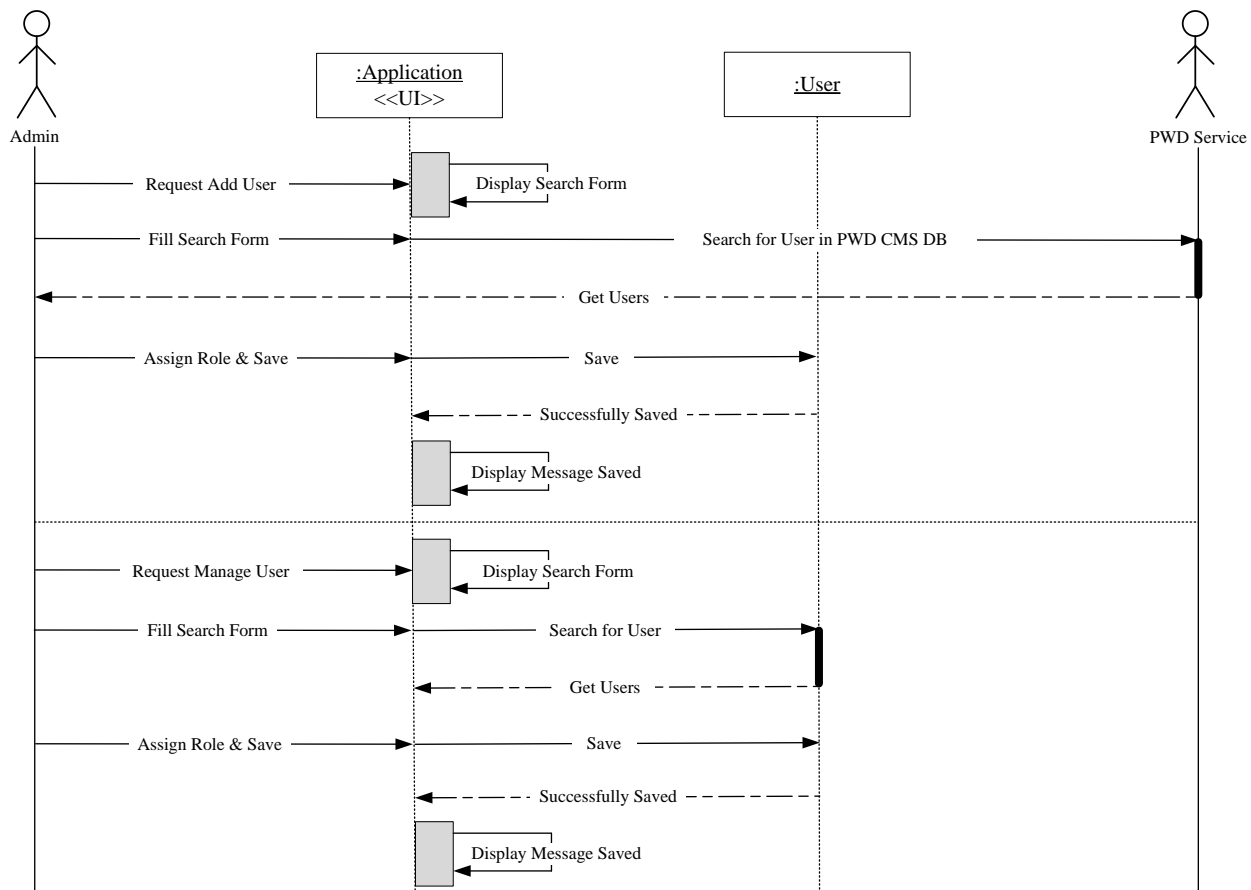 :Application
<<UI>>
:User
Admin
PWD Service
Request Add User
Display Search Form
Fill Search Form
Search for User in PWD CMS DB
Get Users
Assign Role & Save
Save
Successfully Saved
Display Message Saved
Request Manage User
Display Search Form
Fill Search Form
Search for User
Get Users
Assign Role & Save
Save
Successfully Saved
Display Message Saved